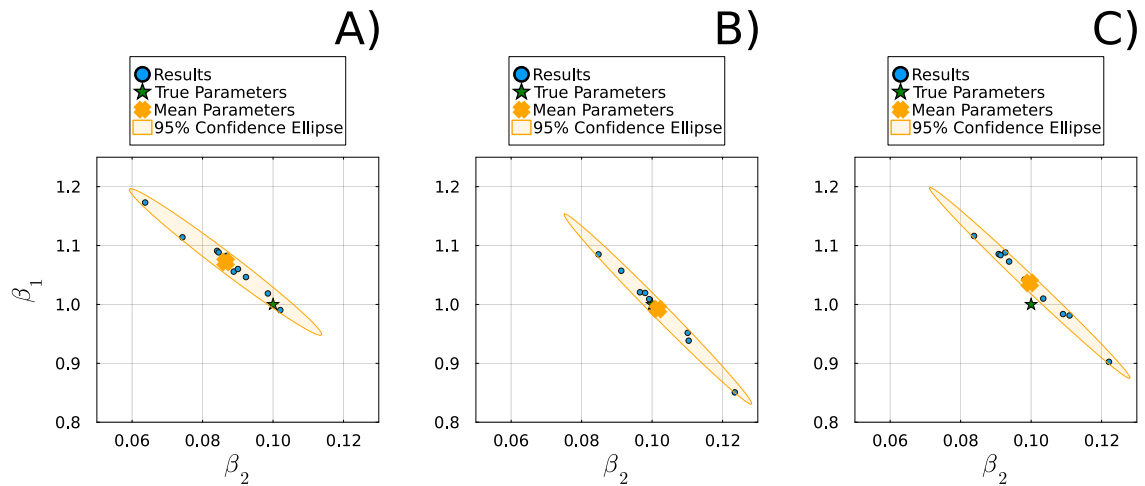 A)
Results
True Parameters
Mean Parameters
95% Confidence Ellipse
1.2
1.1
1.0
0.9
0.8
β₁
0.06 0.08 0.10 0.12
β₂
B)
Results
True Parameters
Mean Parameters
95% Confidence Ellipse
1.2
1.1
1.0
0.9
0.8
0.06 0.08 0.10 0.12
β₂
C)
Results
True Parameters
Mean Parameters
95% Confidence Ellipse
1.2
1.1
1.0
0.9
0.8
0.06 0.08 0.10 0.12
β₂